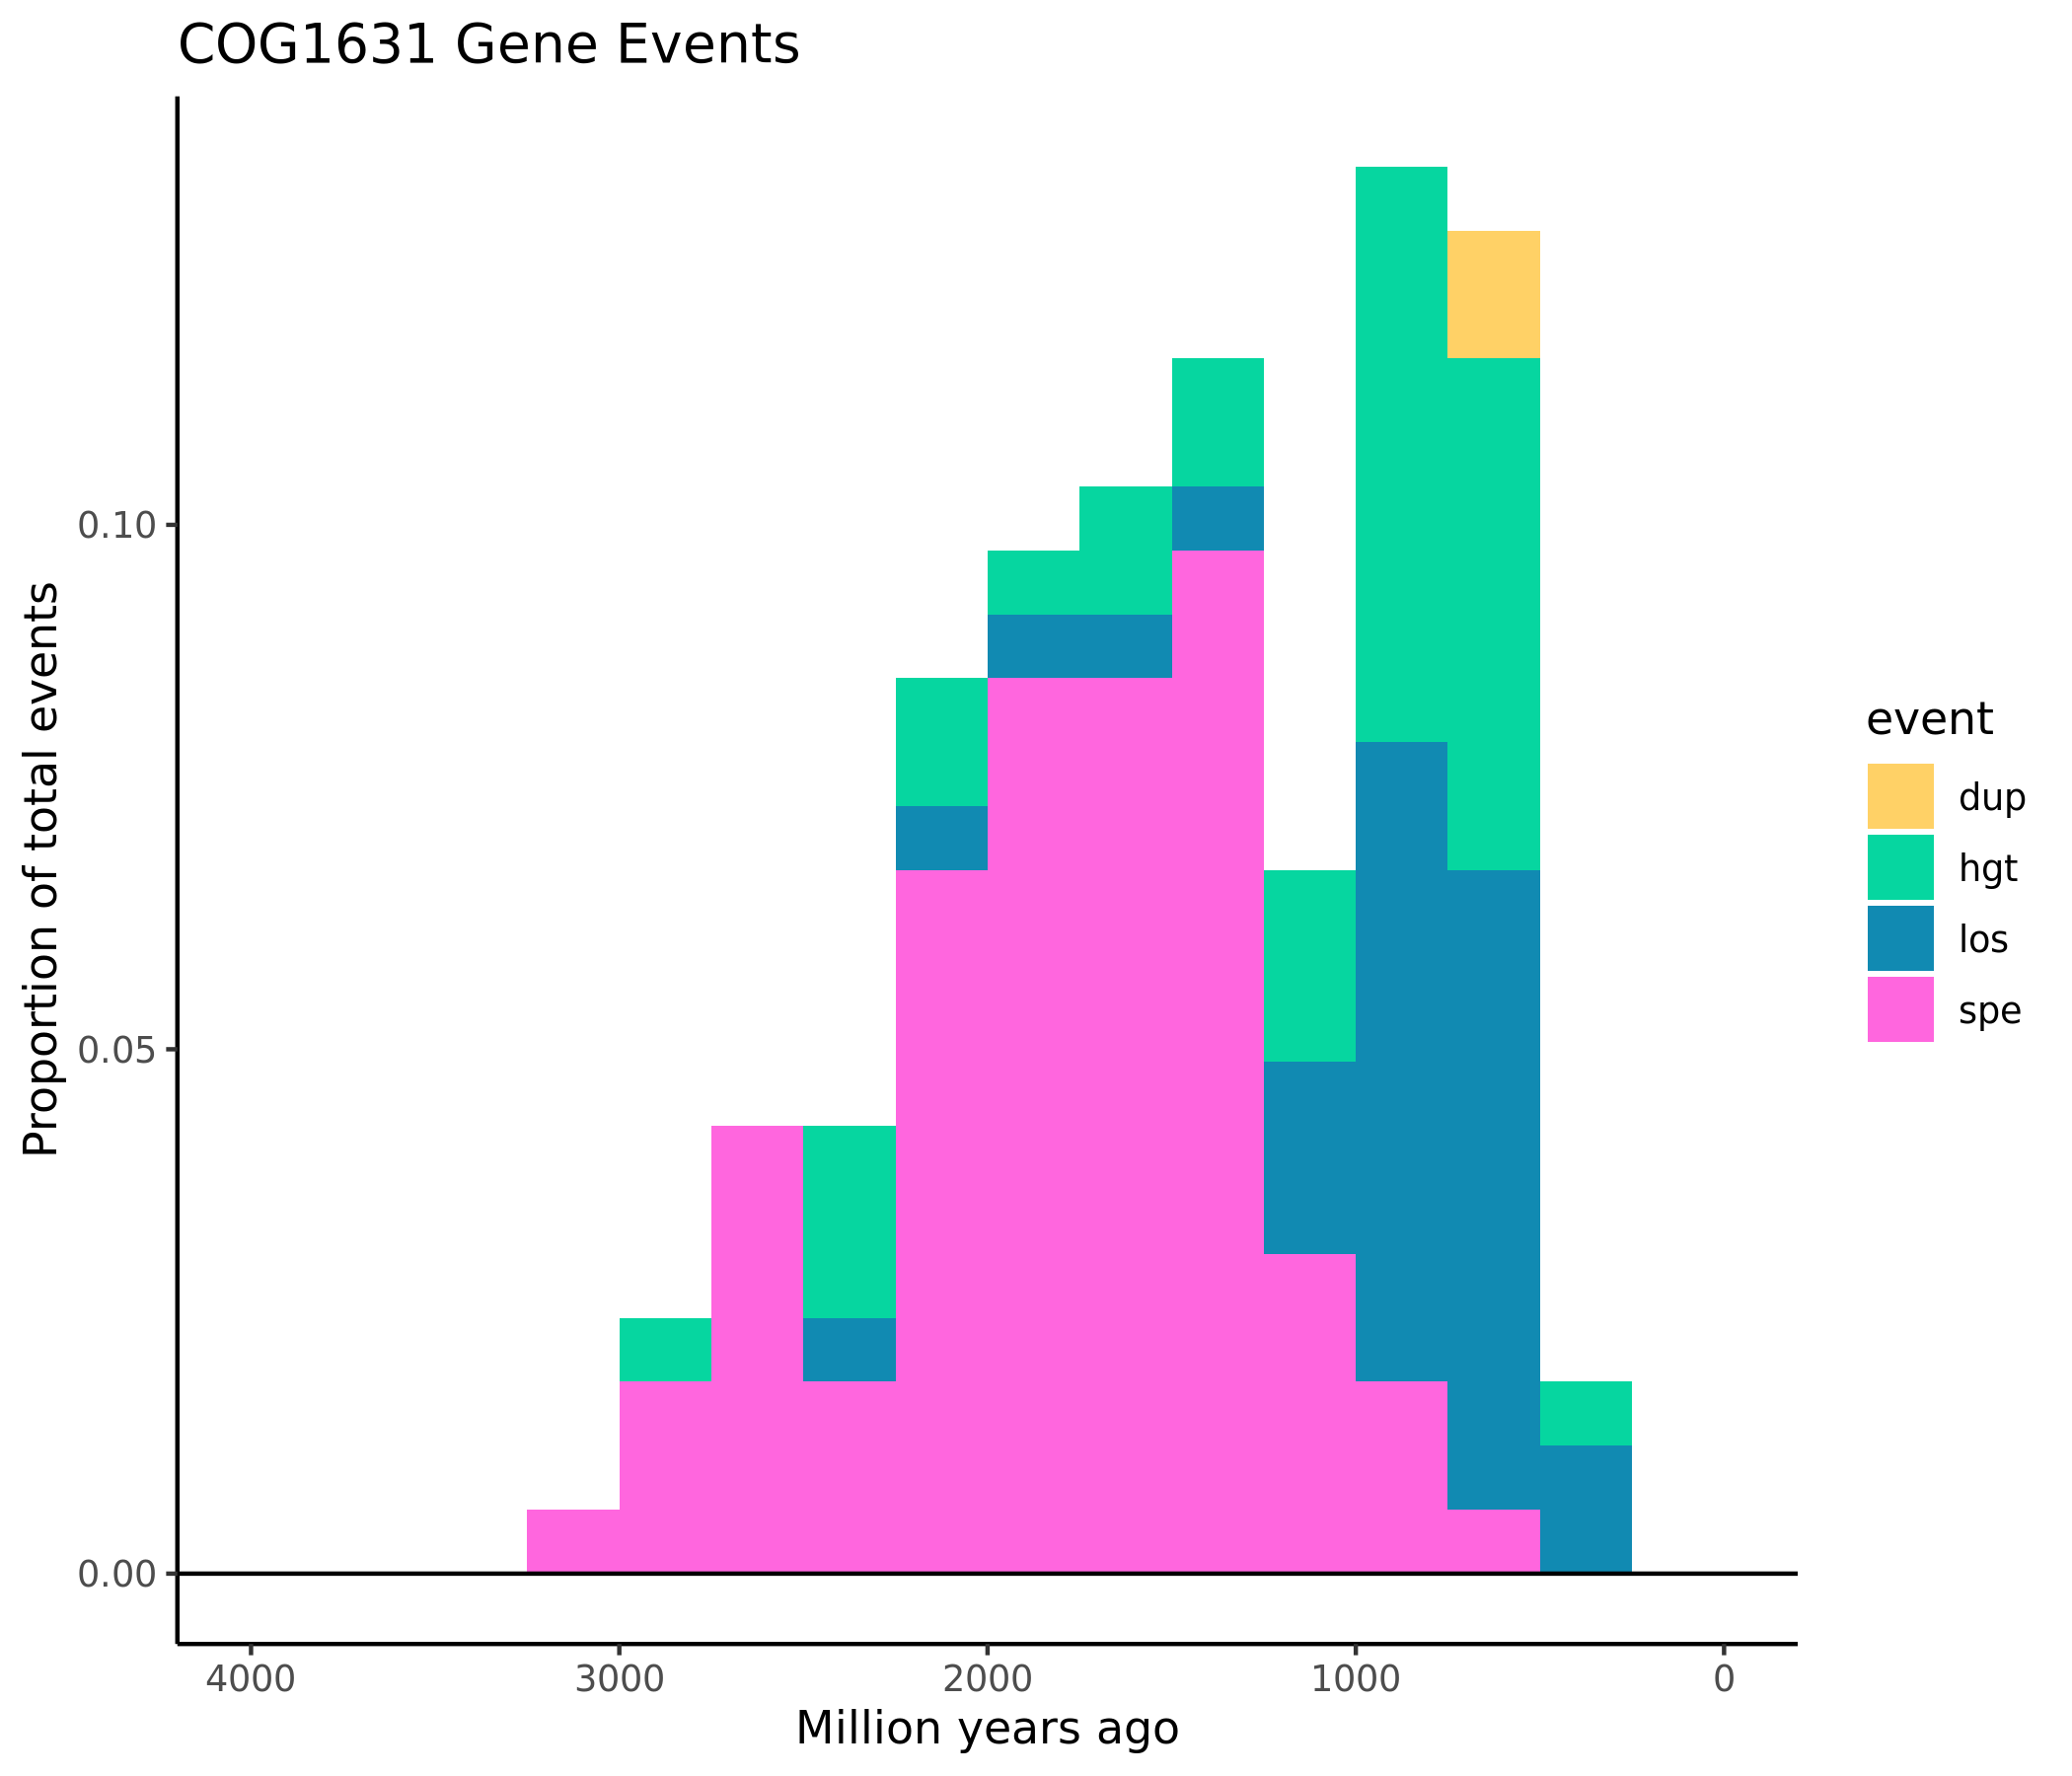 COG1631 Gene Events
Proportion of total events
0.10
0.05
0.00
4000 3000 2000 1000 0
Million years ago
event
dup
hgt
los
spe